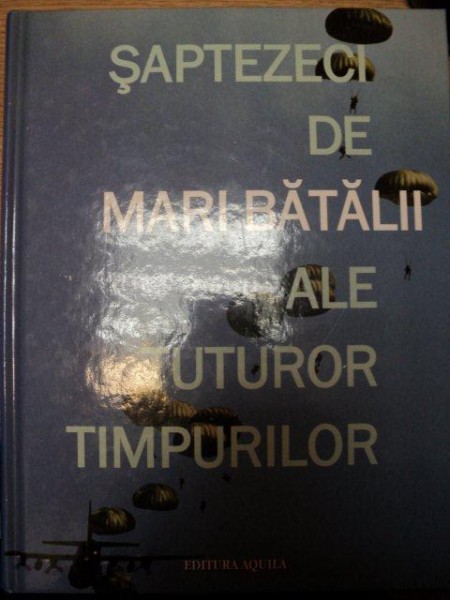 ŞAPTEZECI
DE
MARI BĂTĂLII
ALE
TUTUROR
TIMPURILOR
EDITURA AQUILA